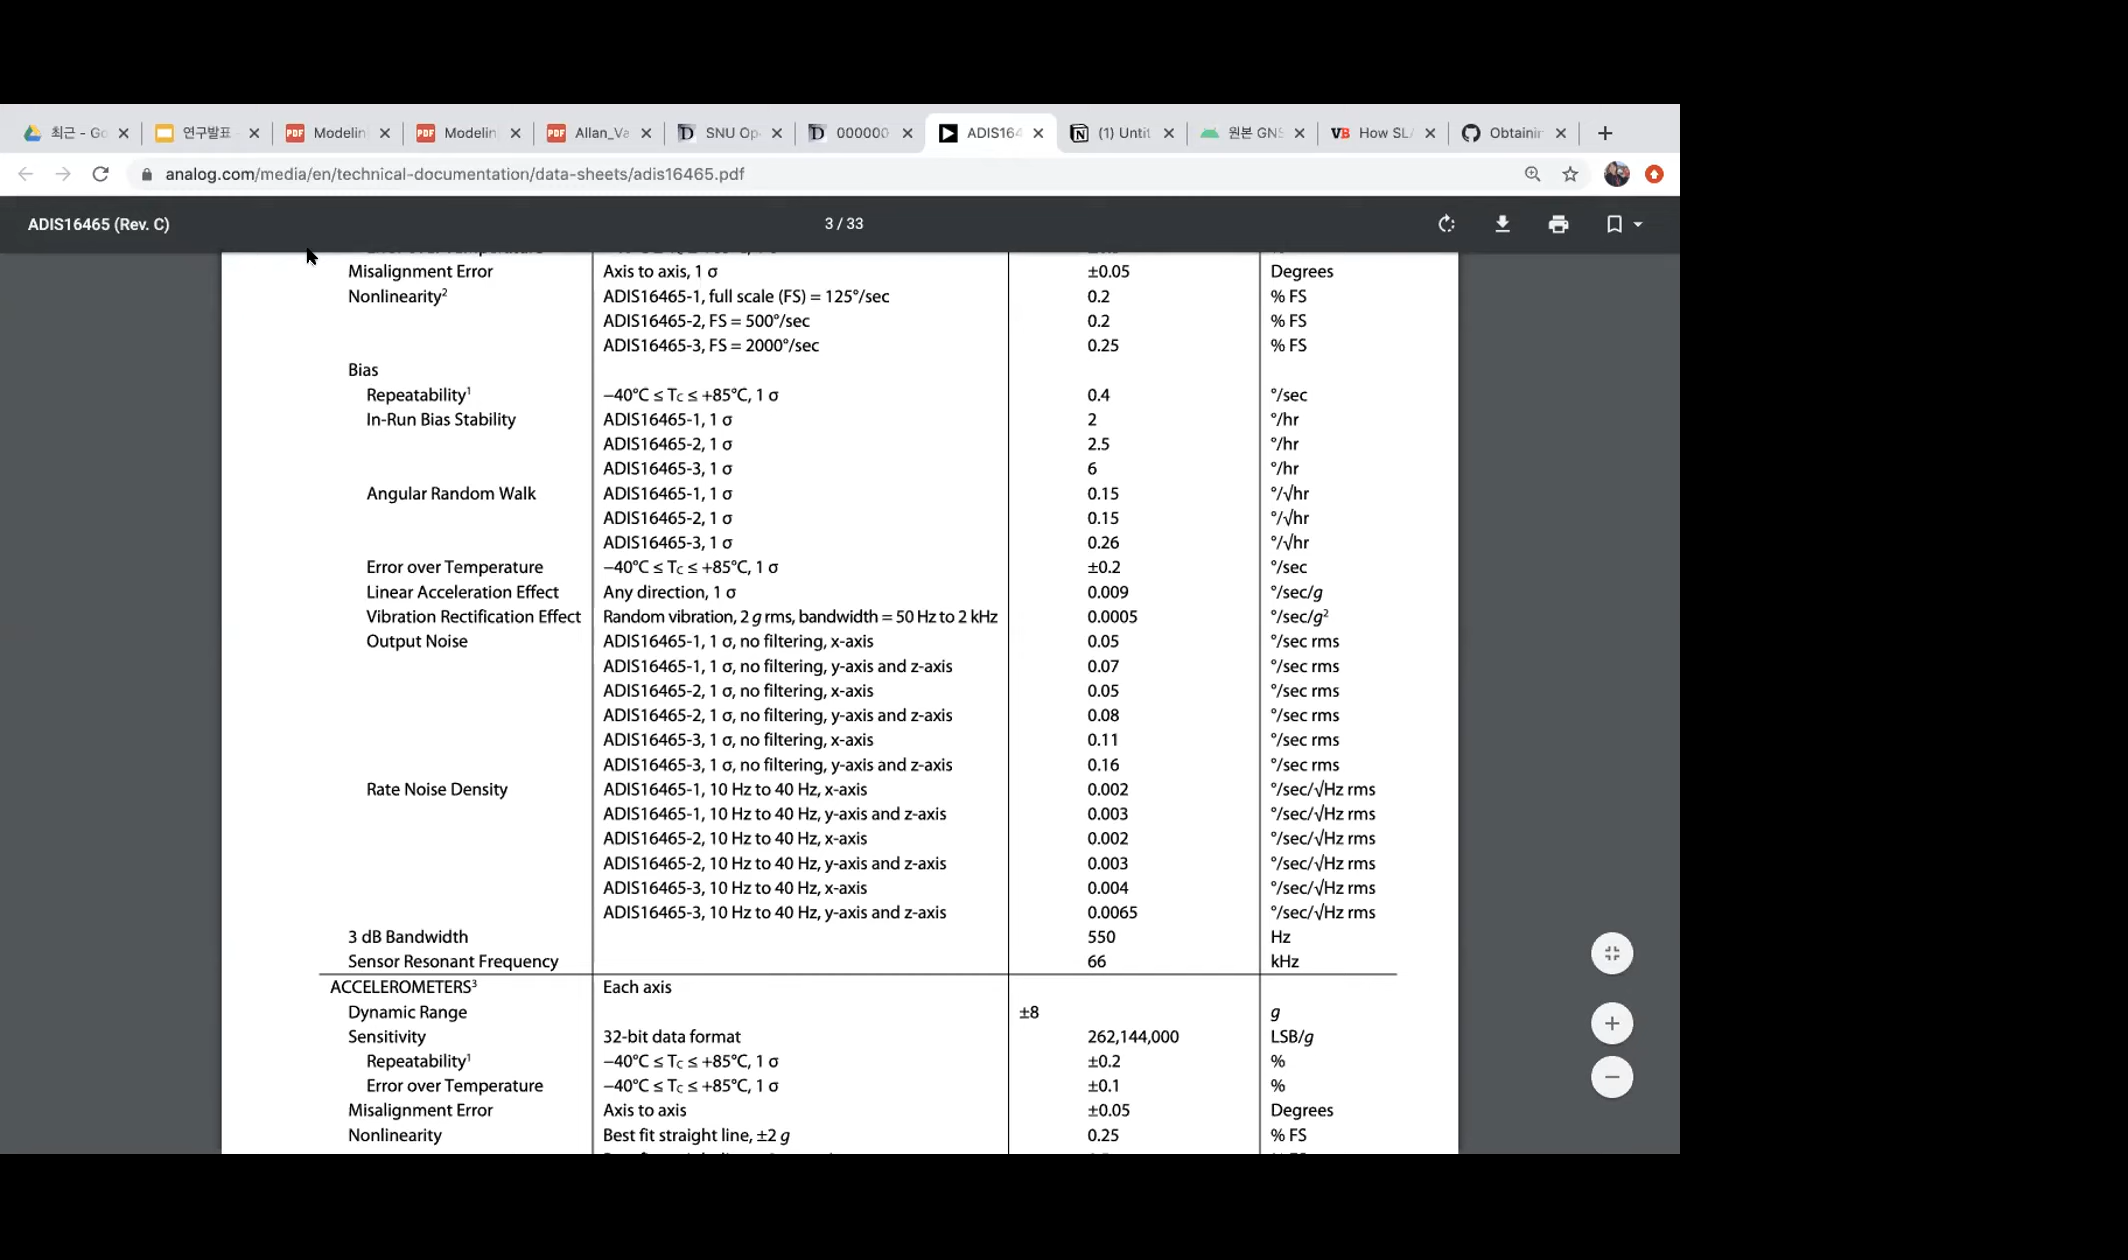 최근 - Go
연구발표
Modelin
Modelin
Allan_Va
SNU Op
000000
ADIS164
(1) Untit
원본 GNS
VB How SLA
Obtainin
analog.com/media/en/technical-documentation/data-sheets/adis16465.pdf
ADIS16465 (Rev. C) 3 / 33
Misalignment Error Axis to axis, 1 σ ±0.05 Degrees
Nonlinearity² ADIS16465-1, full scale (FS) = 125°/sec 0.2 % FS
ADIS16465-2, FS = 500°/sec 0.2 % FS
ADIS16465-3, FS = 2000°/sec 0.25 % FS
Bias
Repeatability¹ −40°C ≤ TC ≤ +85°C, 1 σ 0.4 °/sec
In-Run Bias Stability ADIS16465-1, 1 σ 2 °/hr
ADIS16465-2, 1 σ 2.5 °/hr
ADIS16465-3, 1 σ 6 °/hr
Angular Random Walk ADIS16465-1, 1 σ 0.15 °/√hr
ADIS16465-2, 1 σ 0.15 °/√hr
ADIS16465-3, 1 σ 0.26 °/√hr
Error over Temperature −40°C ≤ TC ≤ +85°C, 1 σ ±0.2 °/sec
Linear Acceleration Effect Any direction, 1 σ 0.009 °/sec/g
Vibration Rectification Effect Random vibration, 2 g rms, bandwidth = 50 Hz to 2 kHz 0.0005 °/sec/g²
Output Noise ADIS16465-1, 1 σ, no filtering, x-axis 0.05 °/sec rms
ADIS16465-1, 1 σ, no filtering, y-axis and z-axis 0.07 °/sec rms
ADIS16465-2, 1 σ, no filtering, x-axis 0.05 °/sec rms
ADIS16465-2, 1 σ, no filtering, y-axis and z-axis 0.08 °/sec rms
ADIS16465-3, 1 σ, no filtering, x-axis 0.11 °/sec rms
ADIS16465-3, 1 σ, no filtering, y-axis and z-axis 0.16 °/sec rms
Rate Noise Density ADIS16465-1, 10 Hz to 40 Hz, x-axis 0.002 °/sec/√Hz rms
ADIS16465-1, 10 Hz to 40 Hz, y-axis and z-axis 0.003 °/sec/√Hz rms
ADIS16465-2, 10 Hz to 40 Hz, x-axis 0.002 °/sec/√Hz rms
ADIS16465-2, 10 Hz to 40 Hz, y-axis and z-axis 0.003 °/sec/√Hz rms
ADIS16465-3, 10 Hz to 40 Hz, x-axis 0.004 °/sec/√Hz rms
ADIS16465-3, 10 Hz to 40 Hz, y-axis and z-axis 0.0065 °/sec/√Hz rms
3 dB Bandwidth 550 Hz
Sensor Resonant Frequency 66 kHz
ACCELEROMETERS³ Each axis
Dynamic Range ±8 g
Sensitivity 32-bit data format 262,144,000 LSB/g
Repeatability¹ −40°C ≤ TC ≤ +85°C, 1 σ ±0.2 %
Error over Temperature −40°C ≤ TC ≤ +85°C, 1 σ ±0.1 %
Misalignment Error Axis to axis ±0.05 Degrees
Nonlinearity Best fit straight line, ±2 g 0.25 % FS